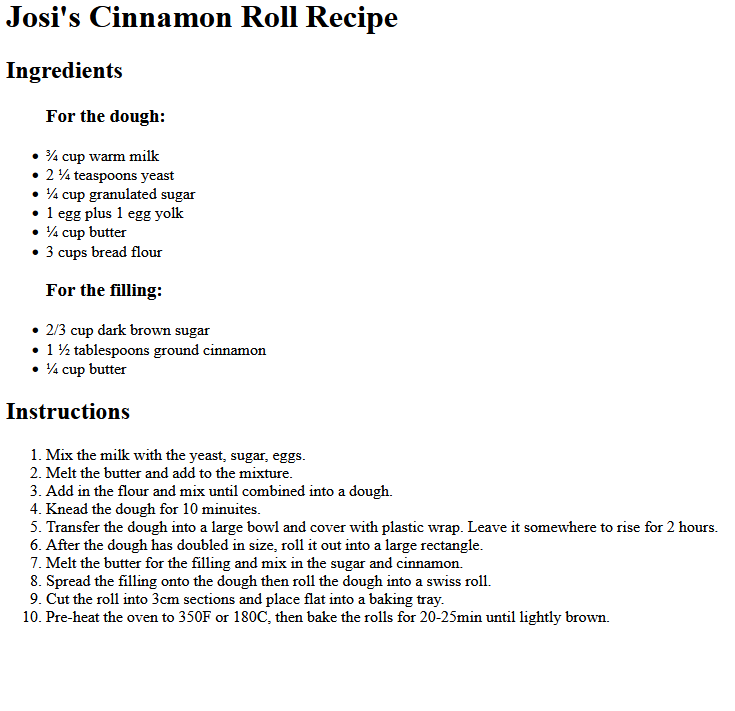 Josi's Cinnamon Roll Recipe
Ingredients
For the dough:
• ¾ cup warm milk
• 2 ¼ teaspoons yeast
• ¼ cup granulated sugar
• 1 egg plus 1 egg yolk
• ¼ cup butter
• 3 cups bread flour
For the filling:
• 2/3 cup dark brown sugar
• 1 ½ tablespoons ground cinnamon
• ¼ cup butter
Instructions
1. Mix the milk with the yeast, sugar, eggs.
2. Melt the butter and add to the mixture.
3. Add in the flour and mix until combined into a dough.
4. Knead the dough for 10 minuites.
5. Transfer the dough into a large bowl and cover with plastic wrap. Leave it somewhere to rise for 2 hours.
6. After the dough has doubled in size, roll it out into a large rectangle.
7. Melt the butter for the filling and mix in the sugar and cinnamon.
8. Spread the filling onto the dough then roll the dough into a swiss roll.
9. Cut the roll into 3cm sections and place flat into a baking tray.
10. Pre-heat the oven to 350F or 180C, then bake the rolls for 20-25min until lightly brown.